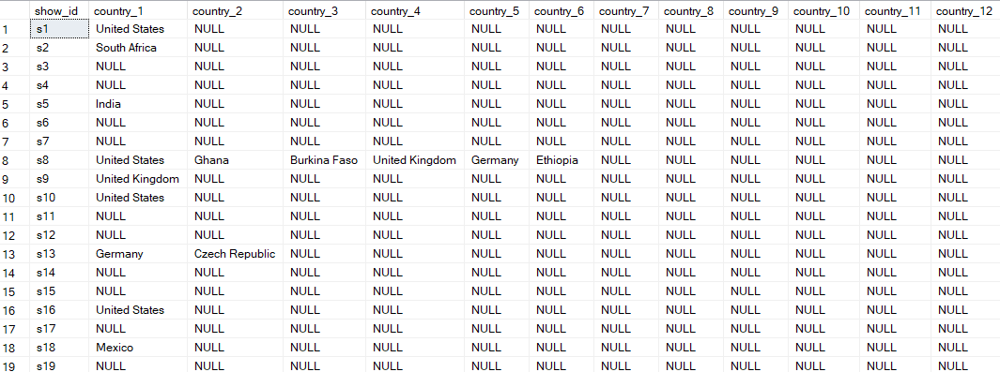 show_id country_1 country_2 country_3 country_4 country_5 country_6 country_7 country_8 country_9 country_10 country_11 country_12
1 s1 United States NULL NULL NULL NULL NULL NULL NULL NULL NULL NULL NULL
2 s2 South Africa NULL NULL NULL NULL NULL NULL NULL NULL NULL NULL NULL
3 s3 NULL NULL NULL NULL NULL NULL NULL NULL NULL NULL NULL NULL
4 s4 NULL NULL NULL NULL NULL NULL NULL NULL NULL NULL NULL NULL
5 s5 India NULL NULL NULL NULL NULL NULL NULL NULL NULL NULL NULL
6 s6 NULL NULL NULL NULL NULL NULL NULL NULL NULL NULL NULL NULL
7 s7 NULL NULL NULL NULL NULL NULL NULL NULL NULL NULL NULL NULL
8 s8 United States Ghana Burkina Faso United Kingdom Germany Ethiopia NULL NULL NULL NULL NULL NULL
9 s9 United Kingdom NULL NULL NULL NULL NULL NULL NULL NULL NULL NULL NULL
10 s10 United States NULL NULL NULL NULL NULL NULL NULL NULL NULL NULL NULL
11 s11 NULL NULL NULL NULL NULL NULL NULL NULL NULL NULL NULL NULL
12 s12 NULL NULL NULL NULL NULL NULL NULL NULL NULL NULL NULL NULL
13 s13 Germany Czech Republic NULL NULL NULL NULL NULL NULL NULL NULL NULL NULL
14 s14 NULL NULL NULL NULL NULL NULL NULL NULL NULL NULL NULL NULL
15 s15 NULL NULL NULL NULL NULL NULL NULL NULL NULL NULL NULL NULL
16 s16 United States NULL NULL NULL NULL NULL NULL NULL NULL NULL NULL NULL
17 s17 NULL NULL NULL NULL NULL NULL NULL NULL NULL NULL NULL NULL
18 s18 Mexico NULL NULL NULL NULL NULL NULL NULL NULL NULL NULL NULL
19 s19 NULL NULL NULL NULL NULL NULL NULL NULL NULL NULL NULL NULL